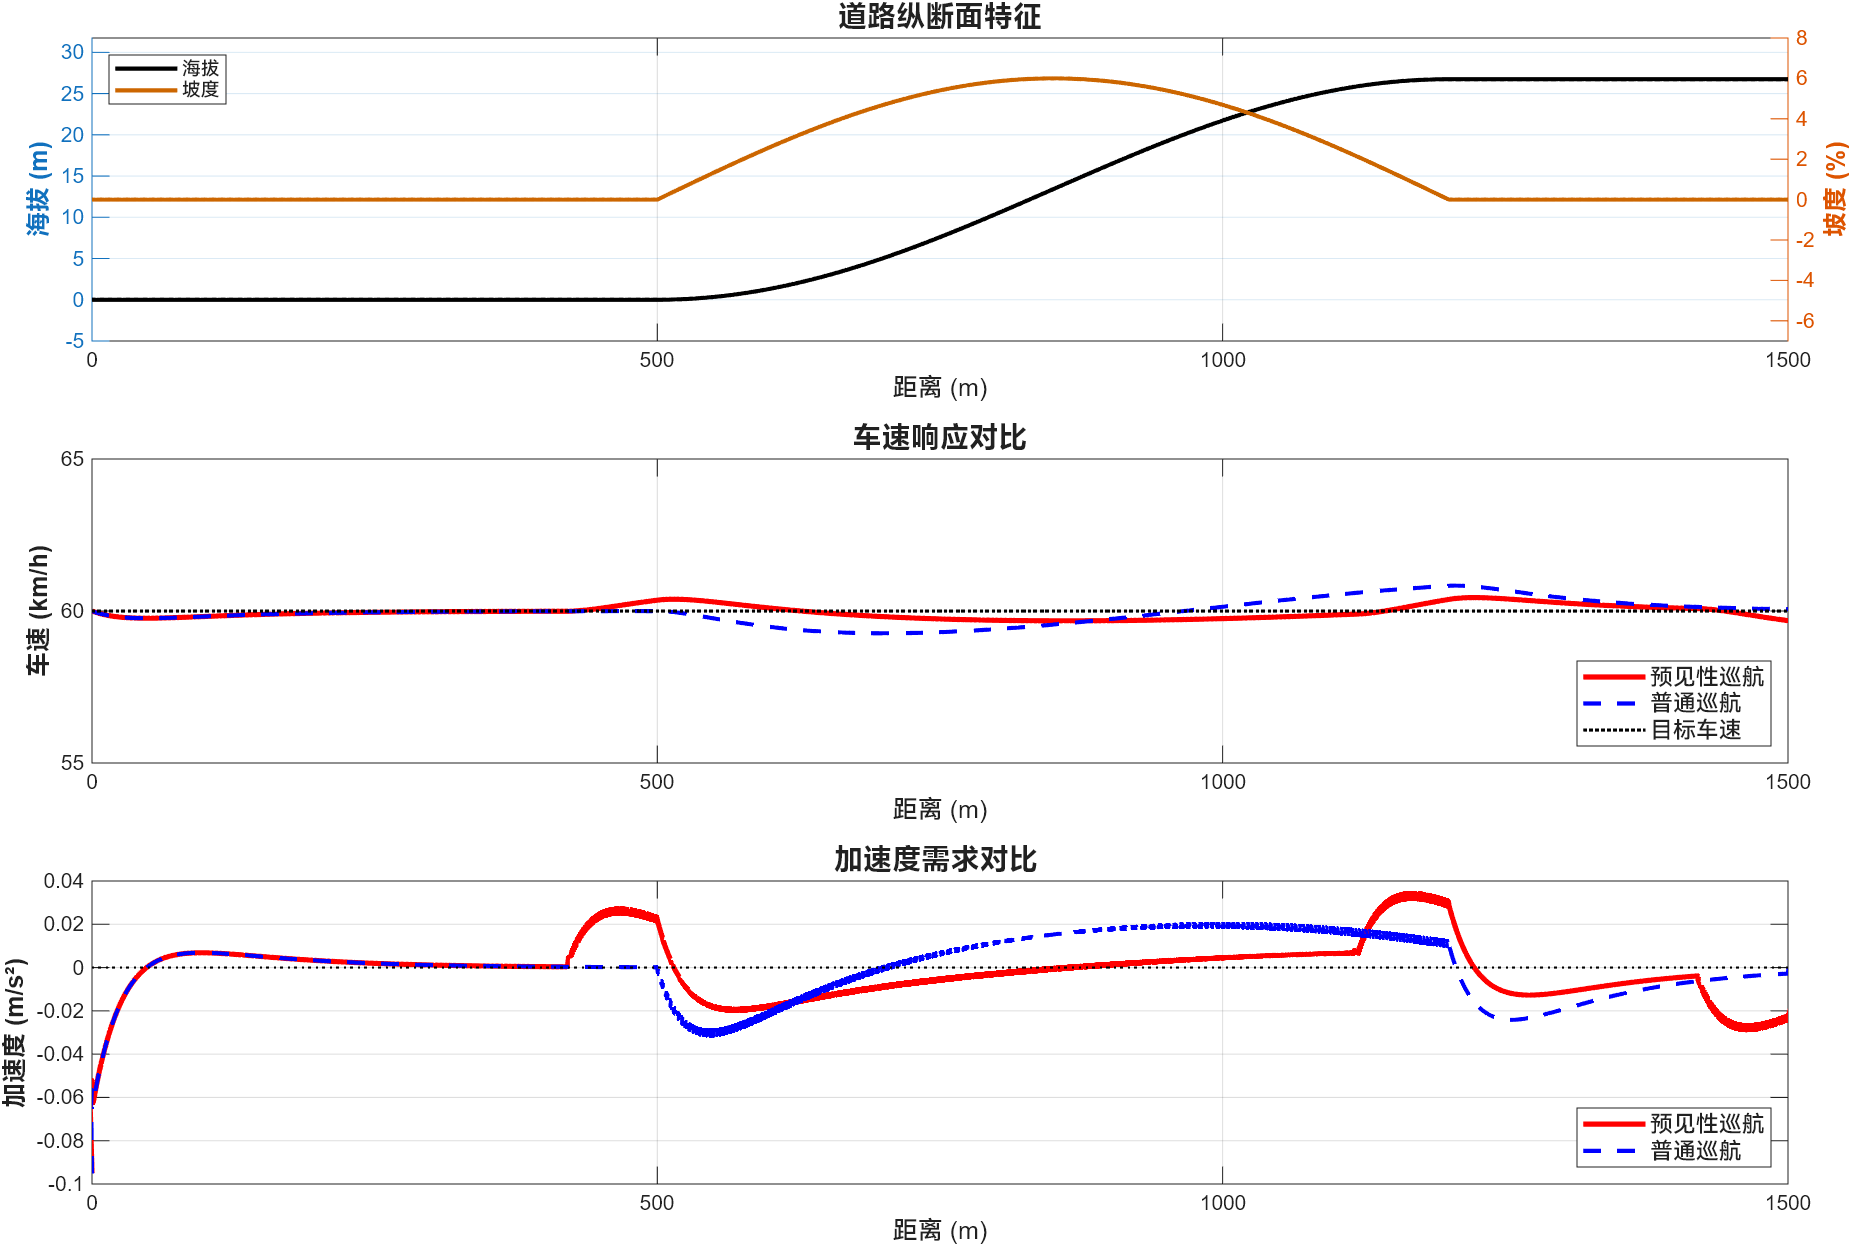 道路纵断面特征
海拔
坡度
30
25
20
15
10
5
0
-5
8
6
4
2
0
-2
-4
-6
海拔 (m)
坡度 (%)
0 500 1000 1500
距离 (m)
车速响应对比
65
60
55
车速 (km/h)
预见性巡航
普通巡航
目标车速
0 500 1000 1500
距离 (m)
加速度需求对比
0.04
0.02
0
-0.02
-0.04
-0.06
-0.08
-0.1
加速度 (m/s²)
预见性巡航
普通巡航
0 500 1000 1500
距离 (m)